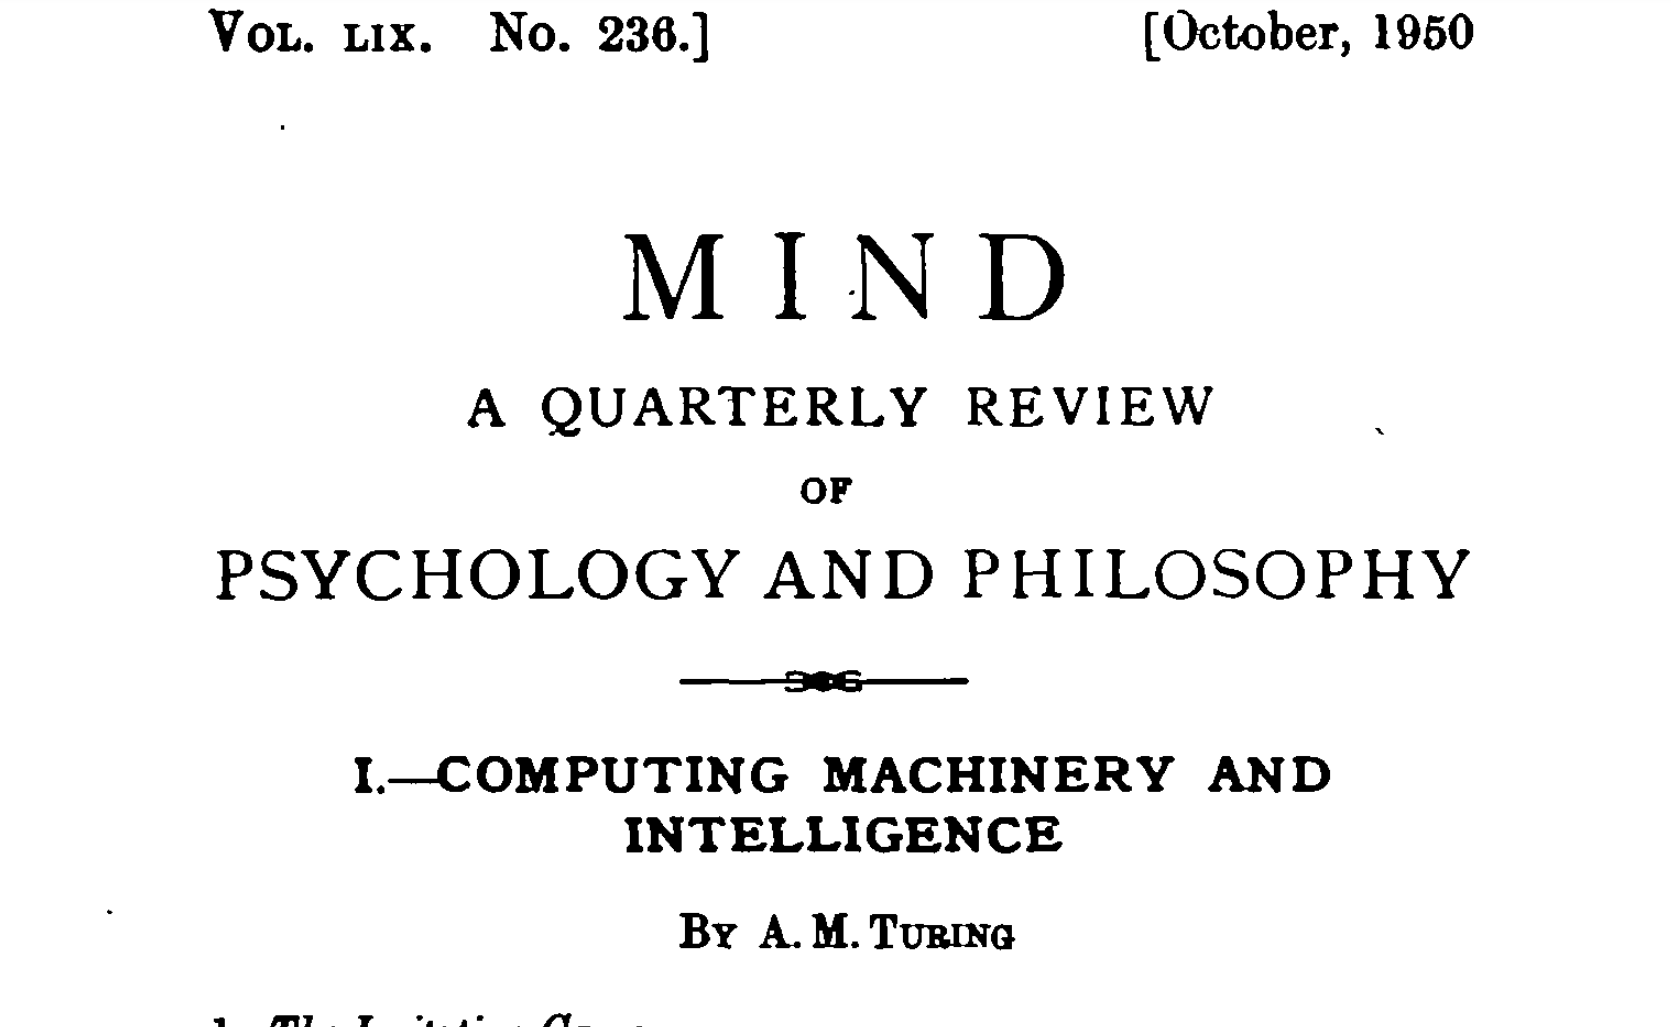 VOL. LIX. No. 236.] [October, 1950
MIND
A QUARTERLY REVIEW
OF
PSYCHOLOGY AND PHILOSOPHY
I.—COMPUTING MACHINERY AND
INTELLIGENCE
BY A. M. TURING